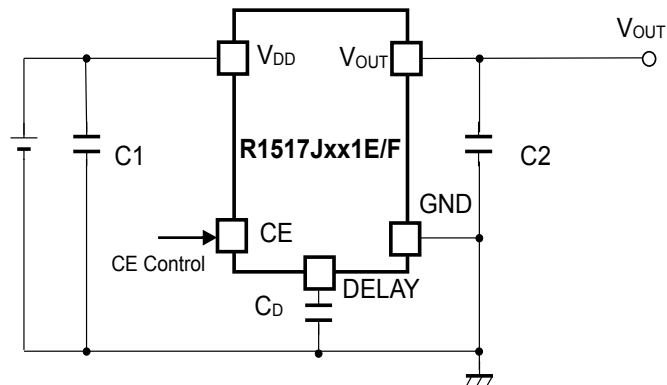 VOUT
VDD
VOUT
R1517Jxx1E/F
C1
C2
GND
CE
CE Control
DELAY
CD